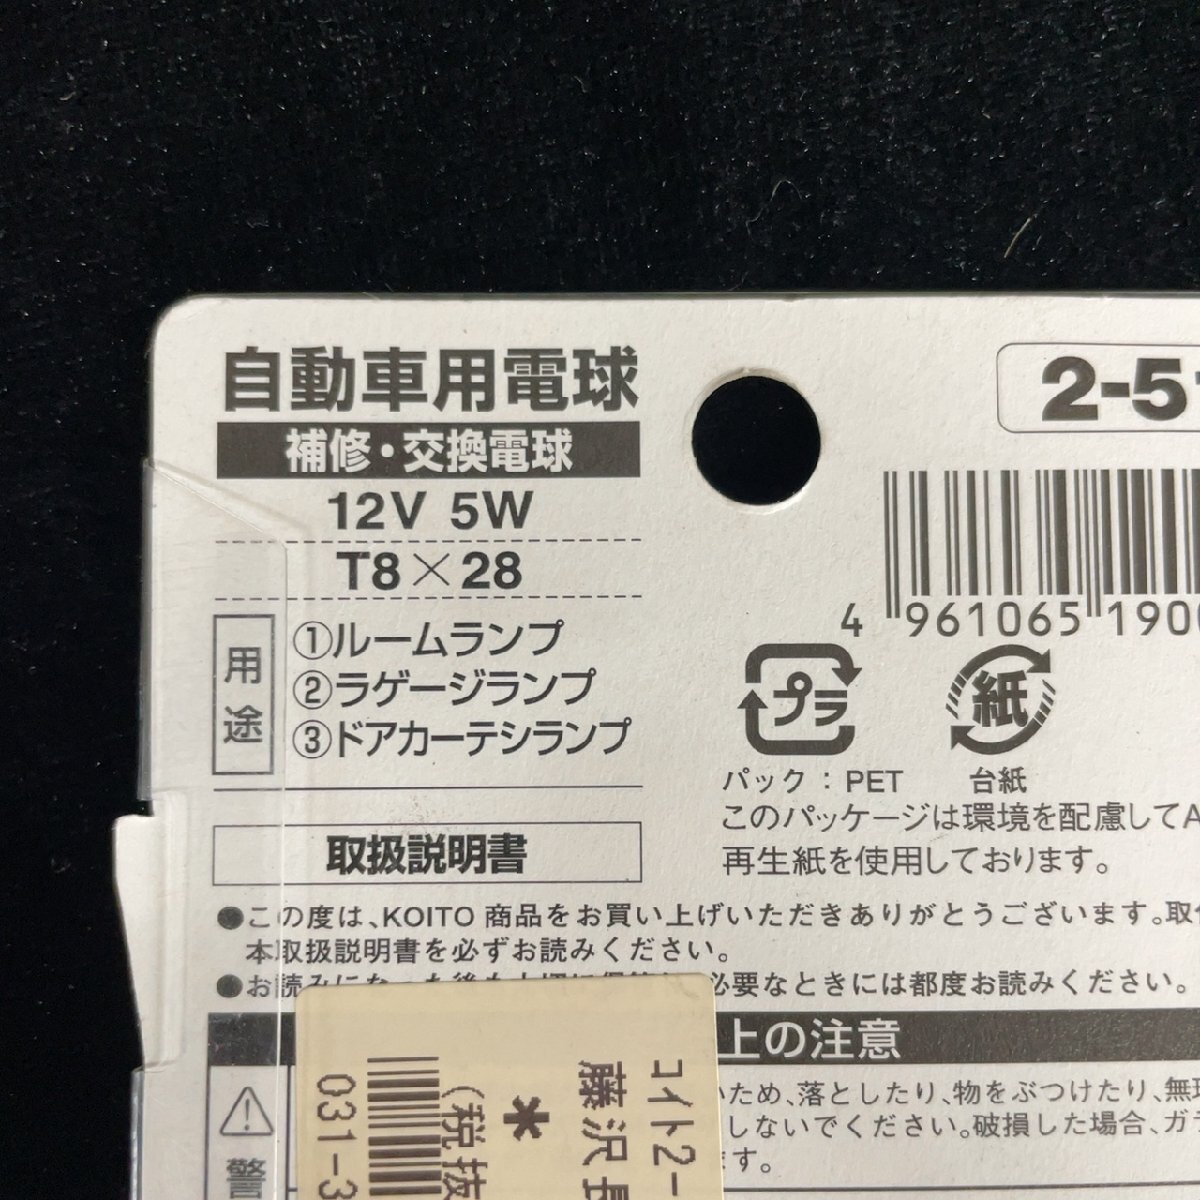 自動車用電球
補修・交換電球
12V 5W
T8×28
用途
①ルームランプ
②ラゲージランプ
③ドアカーテシランプ
2-5
4 961065 190
プラ
紙
パック : PET 台紙
このパッケージは環境を配慮してA
再生紙を使用しております。
取扱説明書
●この度は、KOITO 商品をお買い上げいただきありがとうございます。取
本取扱説明書を必ずお読みください。
●お読みになった後も 必要なときには都度お読みください。
上の注意
警
いため、落としたり、物をぶつけたり、無
しないでください。破損した場合、ガ
ます。
コイト2-
藤沢
*
(税抜
031-3